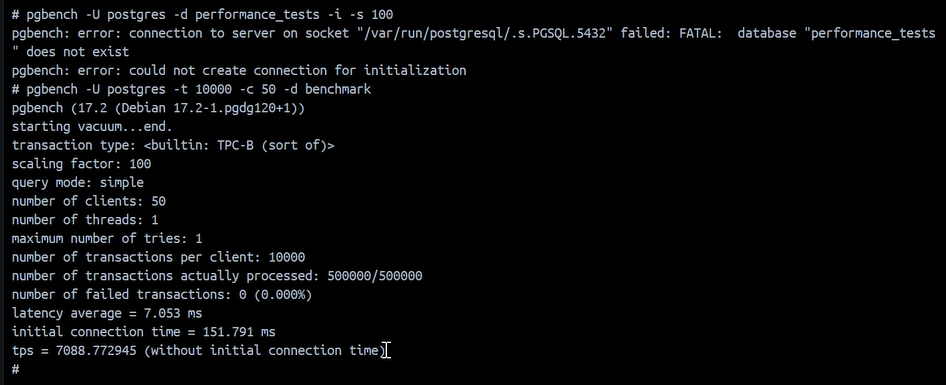 # pgbench -U postgres -d performance_tests -i -s 100
pgbench: error: connection to server on socket "/var/run/postgresql/.s.PGSQL.5432" failed: FATAL:  database "performance_tests
" does not exist
pgbench: error: could not create connection for initialization
# pgbench -U postgres -t 10000 -c 50 -d benchmark
pgbench (17.2 (Debian 17.2-1.pgdg120+1))
starting vacuum...end.
transaction type: <builtin: TPC-B (sort of)>
scaling factor: 100
query mode: simple
number of clients: 50
number of threads: 1
maximum number of tries: 1
number of transactions per client: 10000
number of transactions actually processed: 500000/500000
number of failed transactions: 0 (0.000%)
latency average = 7.053 ms
initial connection time = 151.791 ms
tps = 7088.772945 (without initial connection time)
#